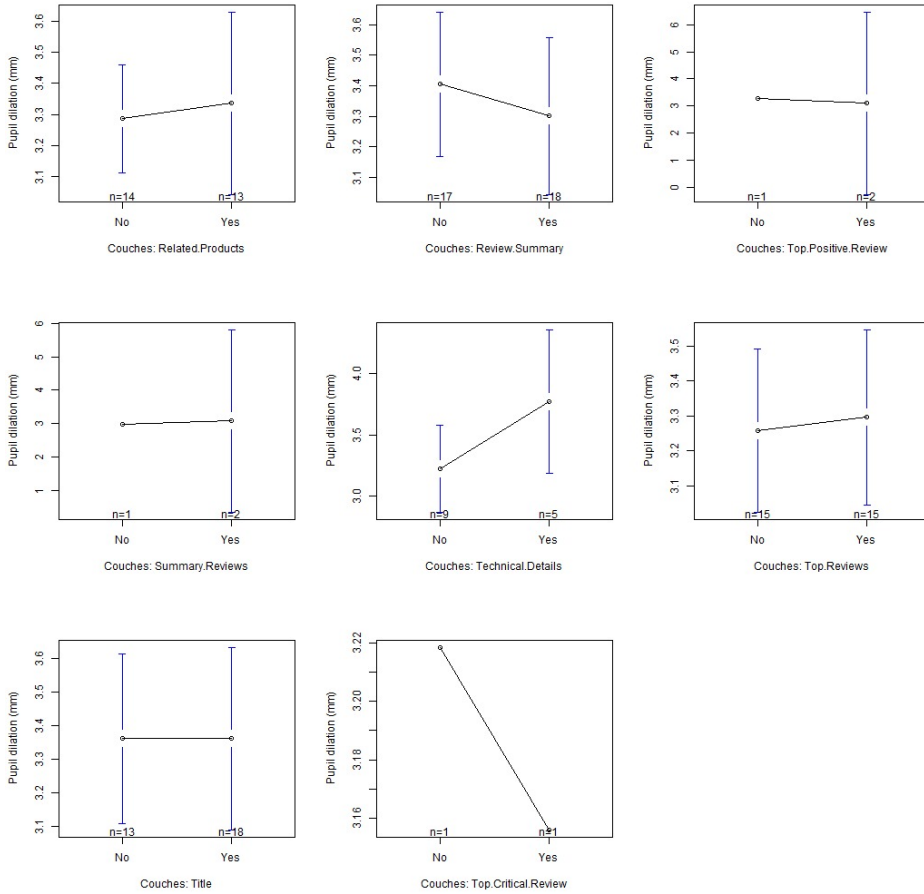 Pupil dilation (mm)
3.6
3.5
3.4
3.3
3.2
3.1
n=14
n=13
No
Yes
Couches: Related.Products
Pupil dilation (mm)
3.6
3.5
3.4
3.3
3.2
3.1
n=17
n=18
No
Yes
Couches: Review.Summary
Pupil dilation (mm)
6
5
4
3
2
1
0
n=1
n=2
No
Yes
Couches: Top.Positive.Review
Pupil dilation (mm)
6
5
4
3
2
1
n=1
n=2
No
Yes
Couches: Summary.Reviews
Pupil dilation (mm)
4.0
3.5
3.0
n=9
n=5
No
Yes
Couches: Technical.Details
Pupil dilation (mm)
3.5
3.4
3.3
3.2
3.1
n=15
n=15
No
Yes
Couches: Top.Reviews
Pupil dilation (mm)
3.6
3.5
3.4
3.3
3.2
3.1
n=13
n=18
No
Yes
Couches: Title
Pupil dilation (mm)
3.22
3.20
3.18
3.16
n=1
n=1
No
Yes
Couches: Top.Critical.Review